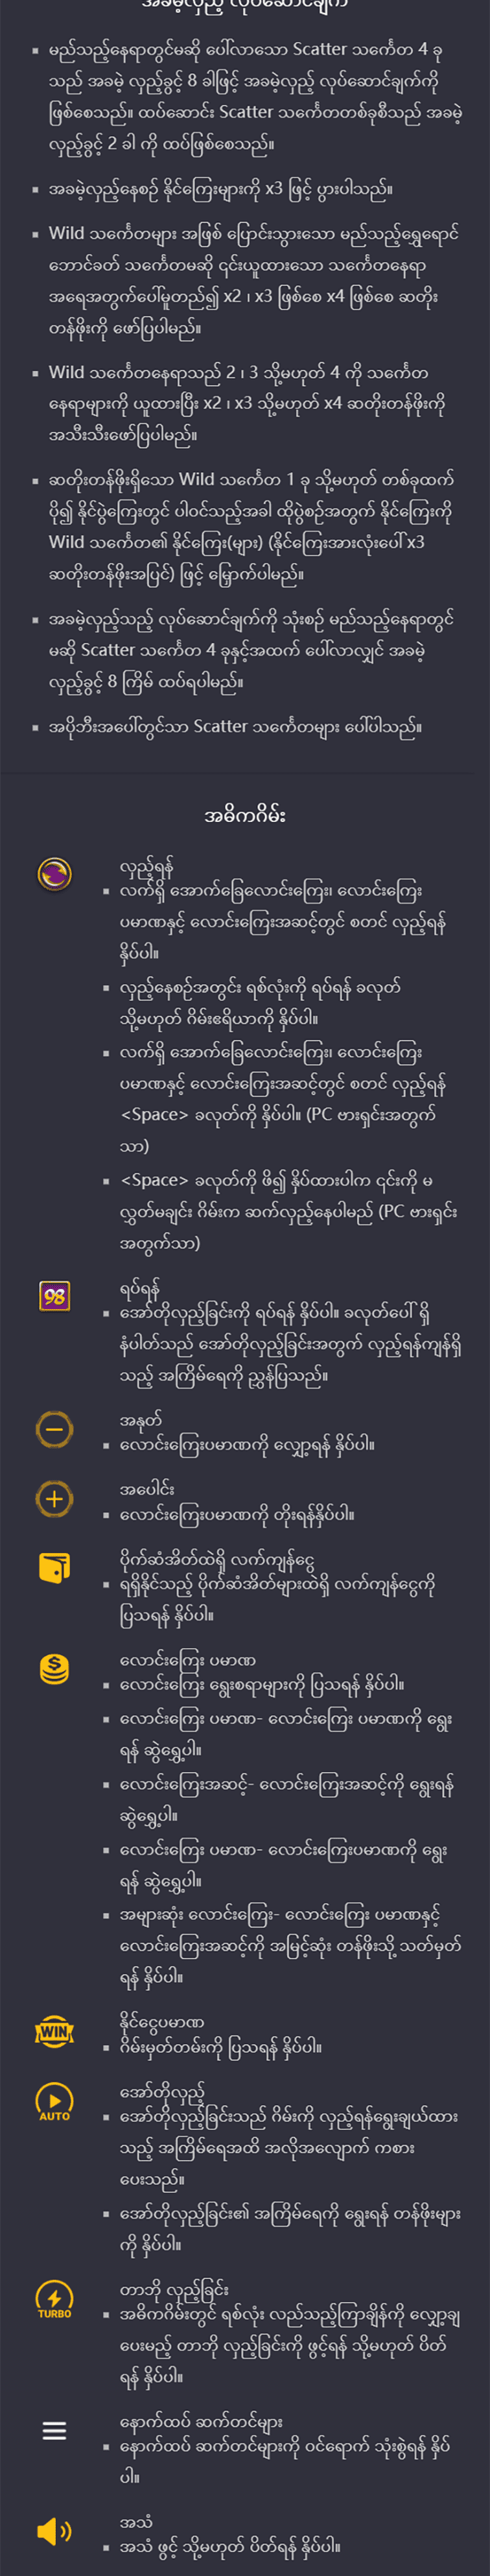 အခမဲ့လှည့် လုပ်ဆောင်ချက်
မည်သည့်နေရာတွင်မဆို ပေါ်လာသော Scatter သင်္ကေတ 4 ခု
သည် အခမဲ့ လှည့်ခွင့် 8 ခါဖြင့် အခမဲ့လှည့် လုပ်ဆောင်ချက်ကို
ဖြစ်စေသည်။ ထပ်ဆောင်း Scatter သင်္ကေတတစ်ခုစီသည် အခမဲ့
လှည့်ခွင့် 2 ခါ ကို ထပ်ဖြစ်စေသည်။
အခမဲ့လှည့်နေစဉ် နိုင်ကြေးများကို x3 ဖြင့် ပွားပါသည်။
Wild သင်္ကေတများ အဖြစ် ပြောင်းသွားသော မည်သည့်ရွှေရောင်
ဘောင်ခတ် သင်္ကေတမဆို ၎င်းယူထားသော သင်္ကေတနေရာ
အရေအတွက်ပေါ်မူတည်၍ x2 ၊ x3 ဖြစ်စေ x4 ဖြစ်စေ ဆတိုး
တန်ဖိုးကို ဖော်ပြပါမည်။
Wild သင်္ကေတနေရာသည် 2 ၊ 3 သို့မဟုတ် 4 ကို သင်္ကေတ
နေရာများကို ယူထားပြီး x2 ၊ x3 သို့မဟုတ် x4 ဆတိုးတန်ဖိုးကို
အသီးသီးဖော်ပြပါမည်။
ဆတိုးတန်ဖိုးရှိသော Wild သင်္ကေတ 1 ခု သို့မဟုတ် တစ်ခုထက်
ပို၍ နိုင်ပွဲကြေးတွင် ပါဝင်သည့်အခါ ထိုပွဲစဉ်အတွက် နိုင်ကြေးကို
Wild သင်္ကေတ၏ နိုင်ကြေး(များ) (နိုင်ကြေးအားလုံးပေါ် x3
ဆတိုးတန်ဖိုးအပြင်) ဖြင့် မြှောက်ပါမည်။
အခမဲ့လှည့်သည့် လုပ်ဆောင်ချက်ကို သုံးစဉ် မည်သည့်နေရာတွင်
မဆို Scatter သင်္ကေတ 4 ခုနှင့်အထက် ပေါ်လာလျှင် အခမဲ့
လှည့်ခွင့် 8 ကြိမ် ထပ်ရပါမည်။
အပိုဘီးအပေါ်တွင်သာ Scatter သင်္ကေတများ ပေါ်ပါသည်။
အဓိကဂိမ်း
လှည့်ရန်
လက်ရှိ အောက်ခြေလောင်းကြေး၊ လောင်းကြေး
ပမာဏနှင့် လောင်းကြေးအဆင့်တွင် စတင် လှည့်ရန်
နှိပ်ပါ။
လှည့်နေစဉ်အတွင်း ရစ်လုံးကို ရပ်ရန် ခလုတ်
သို့မဟုတ် ဂိမ်းဧရိယာကို နှိပ်ပါ။
လက်ရှိ အောက်ခြေလောင်းကြေး၊ လောင်းကြေး
ပမာဏနှင့် လောင်းကြေးအဆင့်တွင် စတင် လှည့်ရန်
<Space> ခလုတ်ကို နှိပ်ပါ။ (PC ဗားရှင်းအတွက်
သာ)
<Space> ခလုတ်ကို ဖိ၍ နှိပ်ထားပါက ၎င်းကို မ
လွှတ်မချင်း ဂိမ်းက ဆက်လှည့်နေပါမည် (PC ဗားရှင်း
အတွက်သာ)
98
ရပ်ရန်
အော်တိုလှည့်ခြင်းကို ရပ်ရန် နှိပ်ပါ။ ခလုတ်ပေါ် ရှိ
နံပါတ်သည် အော်တိုလှည့်ခြင်းအတွက် လှည့်ရန်ကျန်ရှိ
သည့် အကြိမ်ရေကို ညွှန်ပြသည်။
အနုတ်
လောင်းကြေးပမာဏကို လျှော့ရန် နှိပ်ပါ။
အပေါင်း
လောင်းကြေးပမာဏကို တိုးရန်နှိပ်ပါ။
ပိုက်ဆံအိတ်ထဲရှိ လက်ကျန်ငွေ
ရရှိနိုင်သည့် ပိုက်ဆံအိတ်များထဲရှိ လက်ကျန်ငွေကို
ပြသရန် နှိပ်ပါ။
လောင်းကြေး ပမာဏ
လောင်းကြေး ရွေးစရာများကို ပြသရန် နှိပ်ပါ။
လောင်းကြေး ပမာဏ- လောင်းကြေး ပမာဏကို ရွေး
ရန် ဆွဲရွှေ့ပါ။
လောင်းကြေးအဆင့်- လောင်းကြေးအဆင့်ကို ရွေးရန်
ဆွဲရွှေ့ပါ။
လောင်းကြေး ပမာဏ- လောင်းကြေးပမာဏကို ရွေး
ရန် ဆွဲရွှေ့ပါ။
အများဆုံး လောင်းကြေး- လောင်းကြေး ပမာဏနှင့်
လောင်းကြေးအဆင့်ကို အမြင့်ဆုံး တန်ဖိုးသို့ သတ်မှတ်
ရန် နှိပ်ပါ။
WIN
နိုင်ငွေပမာဏ
ဂိမ်းမှတ်တမ်းကို ပြသရန် နှိပ်ပါ။
AUTO
အော်တိုလှည့်
အော်တိုလှည့်ခြင်းသည် ဂိမ်းကို လှည့်ရန်ရွေးချယ်ထား
သည့် အကြိမ်ရေအထိ အလိုအလျောက် ကစား
ပေးသည်။
အော်တိုလှည့်ခြင်း၏ အကြိမ်ရေကို ရွေးရန် တန်ဖိုးများ
ကို နှိပ်ပါ။
TURBO
တာဘို လှည့်ခြင်း
အဓိကဂိမ်းတွင် ရစ်လုံး လည်သည့်ကြာချိန်ကို လျှော့ချ
ပေးမည့် တာဘို လှည့်ခြင်းကို ဖွင့်ရန် သို့မဟုတ် ပိတ်
ရန် နှိပ်ပါ။
နောက်ထပ် ဆက်တင်များ
နောက်ထပ် ဆက်တင်များကို ဝင်ရောက် သုံးစွဲရန် နှိပ်
ပါ။
အသံ
အသံ ဖွင့် သို့မဟုတ် ပိတ်ရန် နှိပ်ပါ။